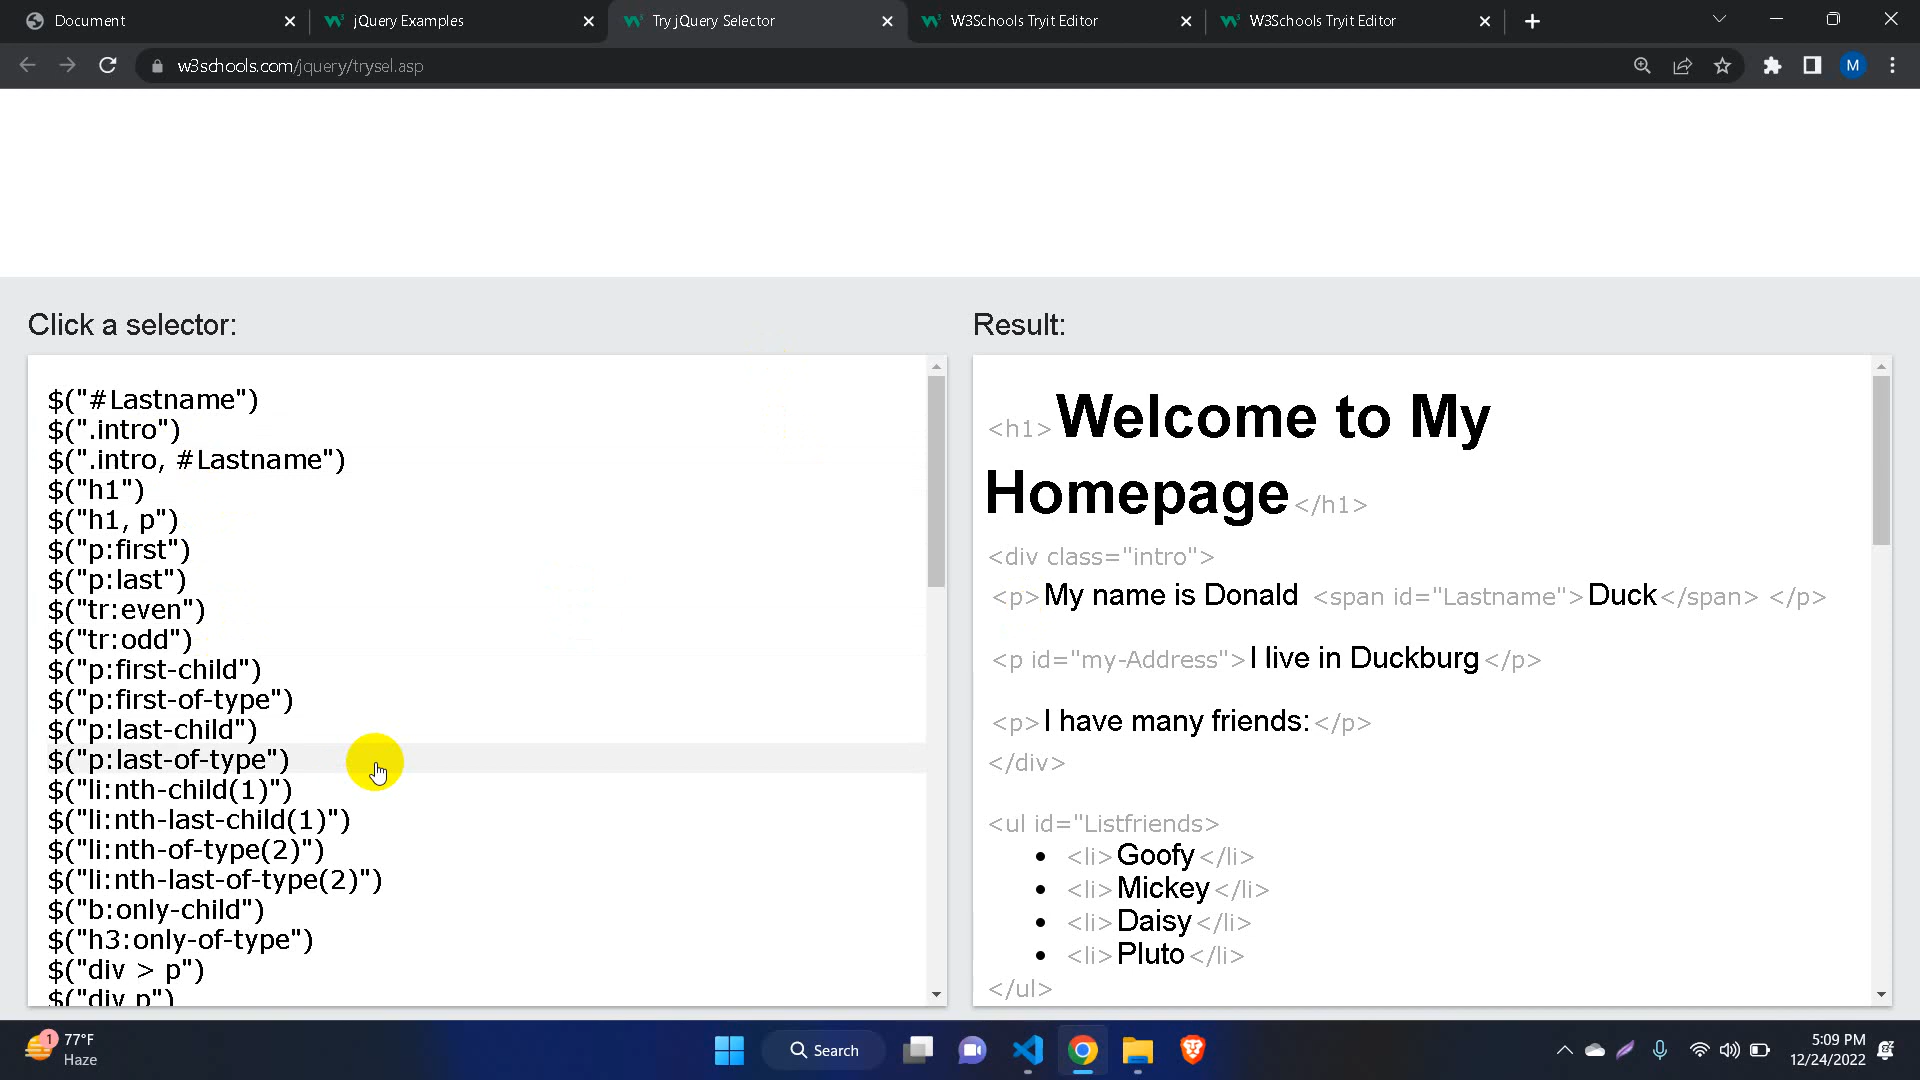 Document
jQuery Examples
Try jQuery Selector
W3Schools Tryit Editor
W3Schools Tryit Editor
w3schools.com/jquery/trysel.asp
M
Click a selector:
$("#Lastname")
$(".intro")
$(".intro, #Lastname")
$("h1")
$("h1, p")
$("p:first")
$("p:last")
$("tr:even")
$("tr:odd")
$("p:first-child")
$("p:first-of-type")
$("p:last-child")
$("p:last-of-type")
$("li:nth-child(1)")
$("li:nth-last-child(1)")
$("li:nth-of-type(2)")
$("li:nth-last-of-type(2)")
$("b:only-child")
$("h3:only-of-type")
$("div > p")
$("div p")
Result:
<h1>Welcome to My
Homepage</h1>
<div class="intro">
<p>My name is Donald <span id="Lastname">Duck</span> </p>
<p id="my-Address">I live in Duckburg</p>
<p>I have many friends:</p>
</div>
<ul id="Listfriends>
• <li>Goofy</li>
• <li>Mickey</li>
• <li>Daisy</li>
• <li>Pluto</li>
</ul>
1
77°F
Haze
Search
5:09 PM
12/24/2022